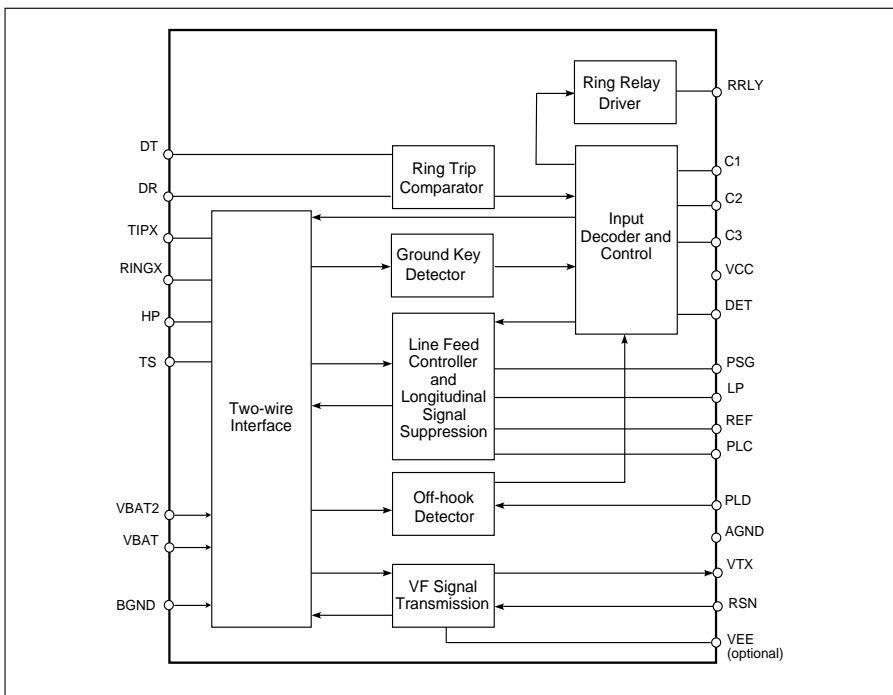 Ring Relay
Driver
RRLY
DT
DR
Ring Trip
Comparator
C1
C2
C3
VCC
DET
Input
Decoder and
Control
TIPX
RINGX
HP
TS
Ground Key
Detector
Two-wire
Interface
Line Feed
Controller
and
Longitudinal
Signal
Suppression
PSG
LP
REF
PLC
VBAT2
VBAT
BGND
Off-hook
Detector
PLD
AGND
VF Signal
Transmission
VTX
RSN
VEE
(optional)